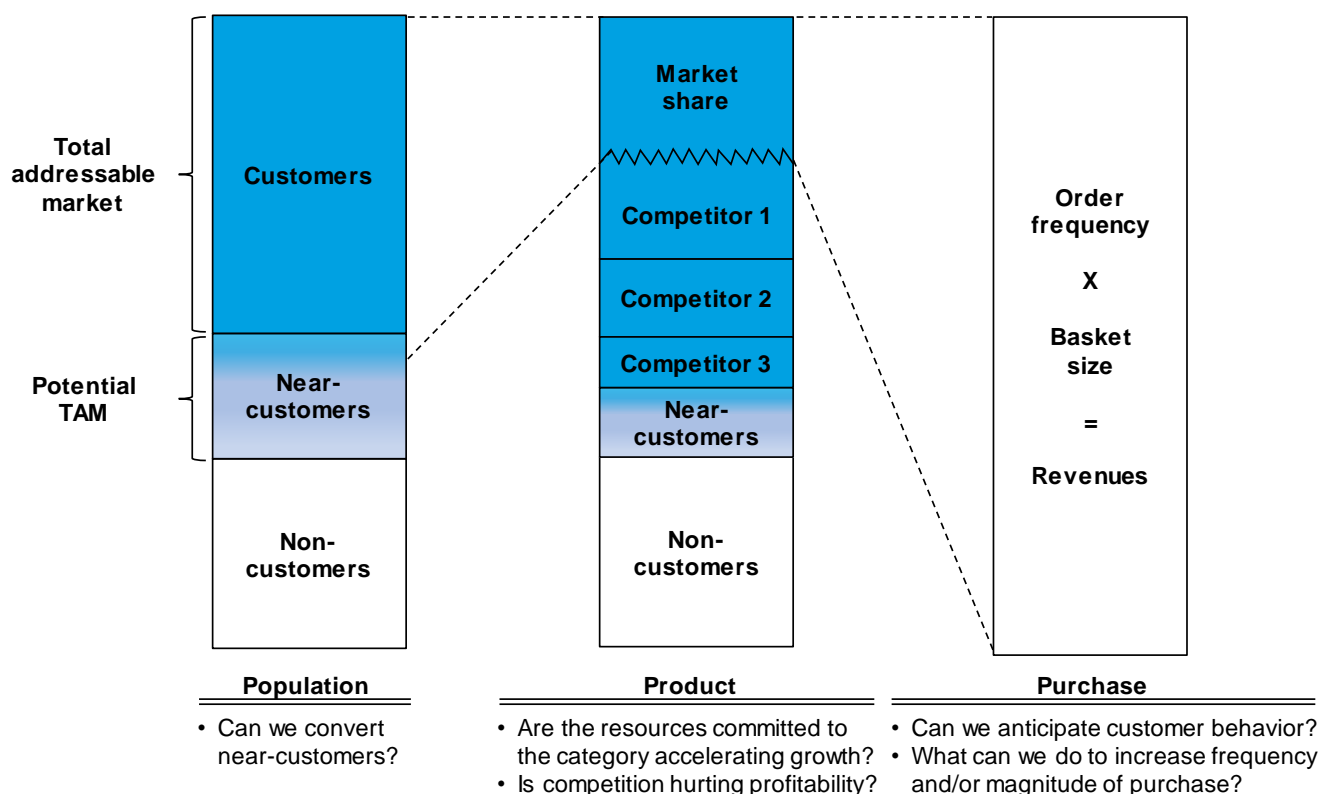 Total
addressable
market
Potential
TAM
Customers
Near-
customers
Non-
customers
Market
share
Competitor 1
Competitor 2
Competitor 3
Near-
customers
Non-
customers
Order
frequency
X
Basket
size
=
Revenues
Population
• Can we convert
near-customers?
Product
• Are the resources committed to
the category accelerating growth?
• Is competition hurting profitability?
Purchase
• Can we anticipate customer behavior?
• What can we do to increase frequency
and/or magnitude of purchase?